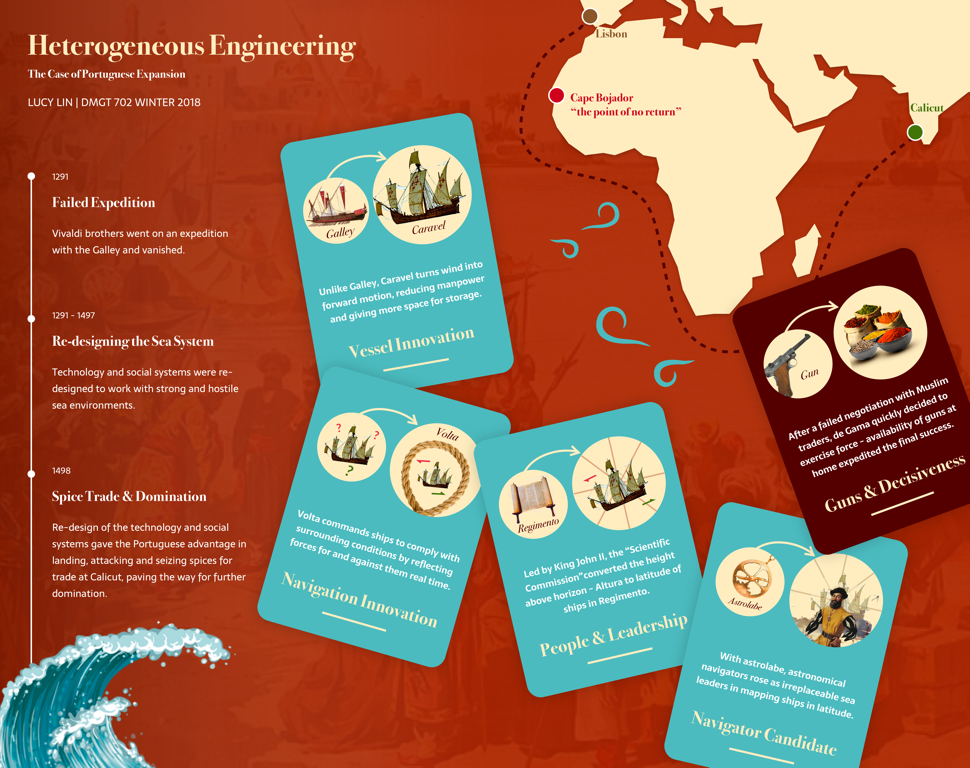 Heterogeneous Engineering
The Case of Portuguese Expansion
LUCY LIN | DMGT 702 WINTER 2018
1291
Failed Expedition
Vivaldi brothers went on an expedition
with the Galley and vanished.
1291 - 1497
Re-designing the Sea System
Technology and social systems were re-
designed to work with strong and hostile
sea environments.
1498
Spice Trade & Domination
Re-design of the technology and social
systems gave the Portuguese advantage in
landing, attacking and seizing spices for
trade at Calicut, paving the way for further
domination.
Lisbon
Cape Bojador
“the point of no return”
Calicut
Galley
Caravel
Unlike Galley, Caravel turns wind into
forward motion, reducing manpower
and giving more space for storage.
Vessel Innovation
? ? ?
Volta
Volta commands ships to comply with
surrounding conditions by reflecting
forces for and against them real time.
Navigation Innovation
Regimento
Led by King John II, the "Scientific
Commission"converted the height
above horizon - Altura to latitude of
ships in Regimento.
People & Leadership
Astrolabe
With astrolabe, astronomical
navigators rose as irreplaceable sea
leaders in mapping ships in latitude.
Navigator Candidate
Gun
After a failed negotiation with Muslim
traders, de Gama quickly decided to
exercise force - availability of guns at
home expedited the final success.
Guns & Decisiveness